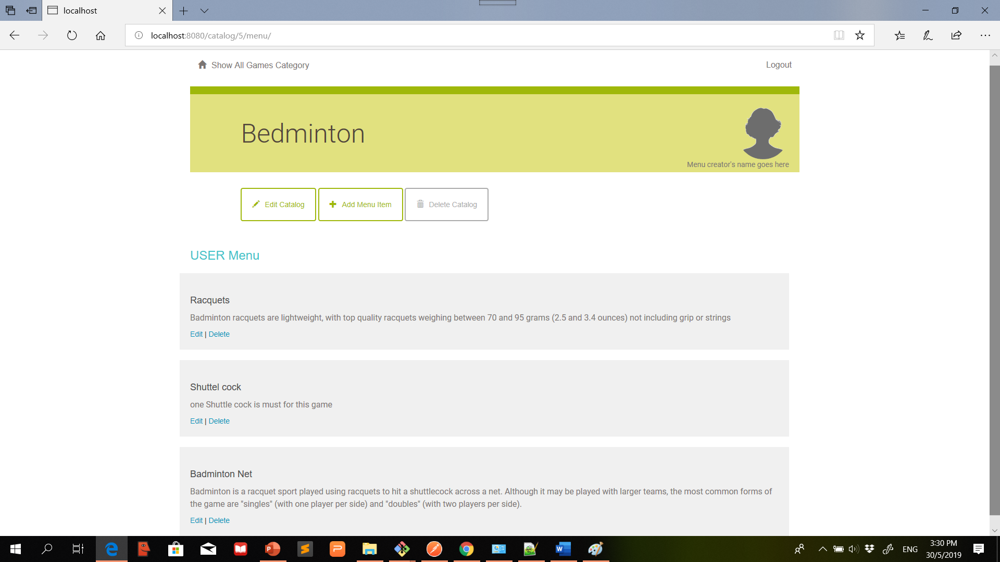 localhost
localhost:8080/catalog/5/menu/
Show All Games Category
Logout
Bedminton
Menu creator's name goes here
Edit Catalog
Add Menu Item
Delete Catalog
USER Menu
Racquets
Badminton racquets are lightweight, with top quality racquets weighing between 70 and 95 grams (2.5 and 3.4 ounces) not including grip or strings
Edit | Delete
Shuttel cock
one Shuttle cock is must for this game
Edit | Delete
Badminton Net
Badminton is a racquet sport played using racquets to hit a shuttlecock across a net. Although it may be played with larger teams, the most common forms of
the game are "singles" (with one player per side) and "doubles" (with two players per side).
Edit | Delete
ENG
3:30 PM
30/5/2019